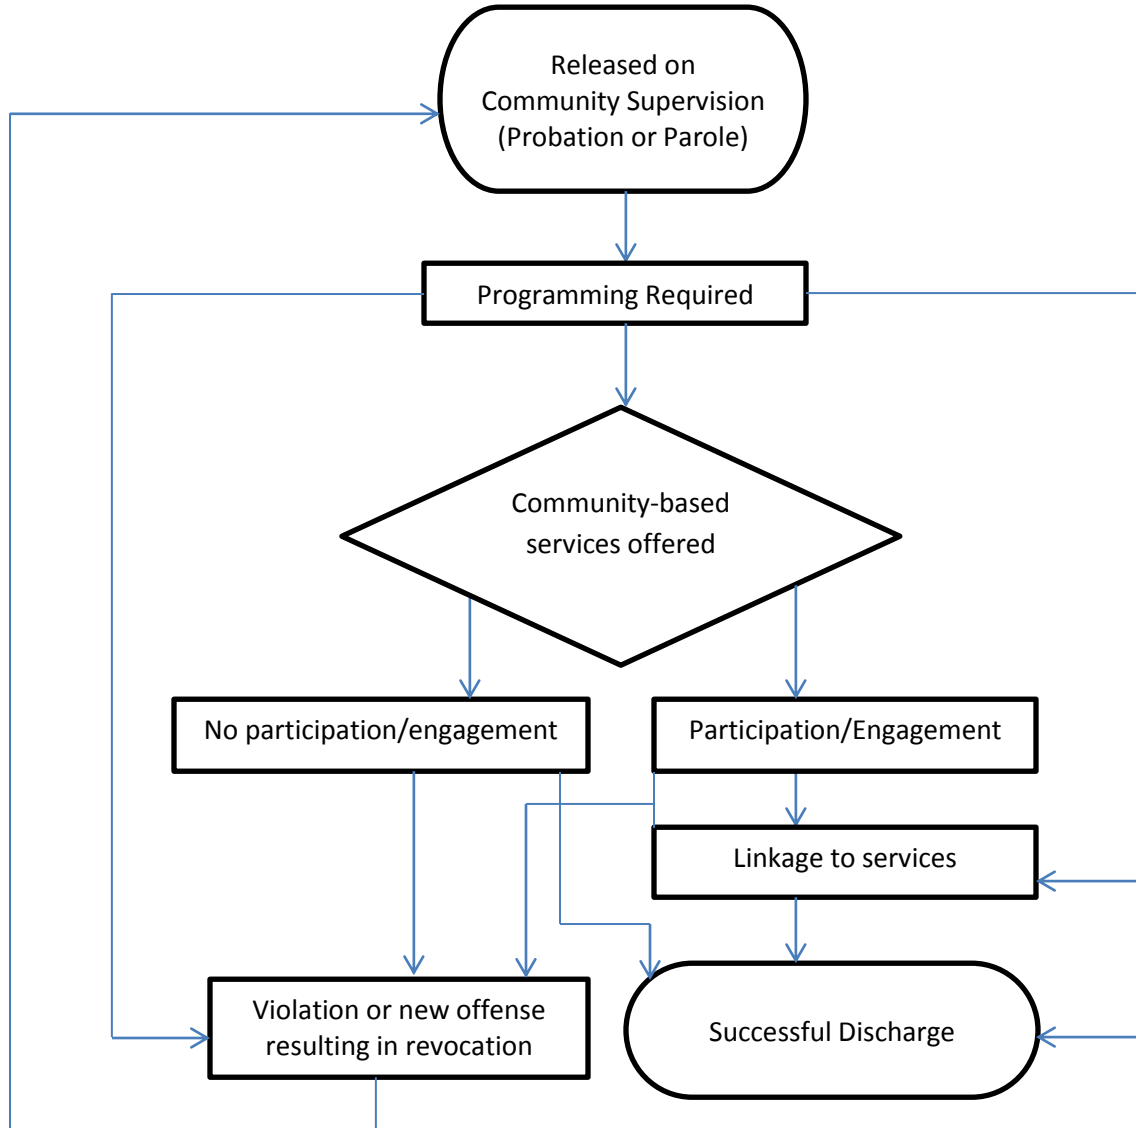 Released on
Community Supervision
(Probation or Parole)
Programming Required
Community-based
services offered
No participation/engagement
Participation/Engagement
Linkage to services
Violation or new offense
resulting in revocation
Successful Discharge